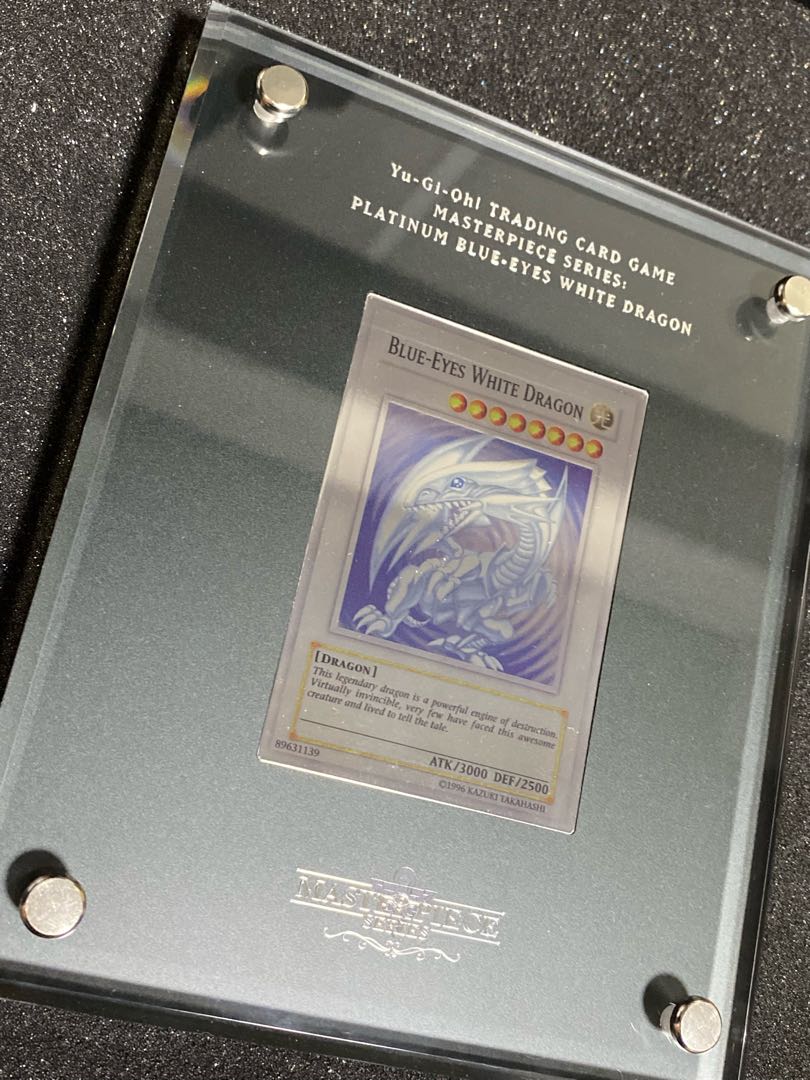 Yu-Gi-Oh! TRADING CARD GAME
MASTERPIECE SERIES:
PLATINUM BLUE-EYES WHITE DRAGON
BLUE-EYES WHITE DRAGON
光
[DRAGON]
This legendary dragon is a powerful engine of destruction.
Virtually invincible, very few have faced this awesome
creature and lived to tell the tale.
ATK/3000 DEF/2500
89631139
©1996 KAZUKI TAKAHASHI
MASTERPIECE
SERIES